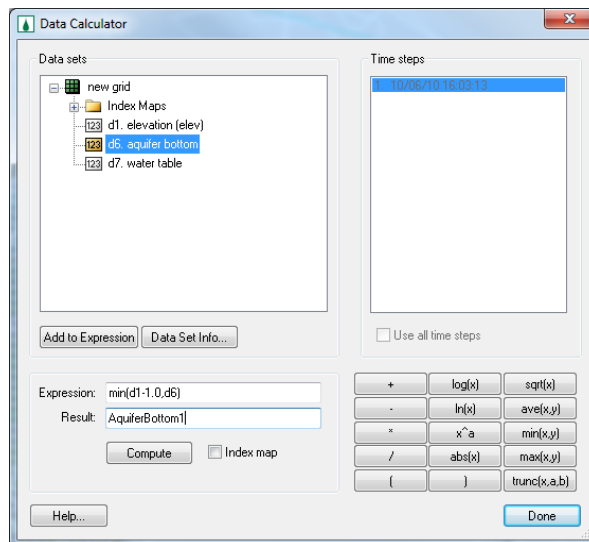 Data Calculator
Data sets
new grid
Index Maps
123 d1. elevation (elev)
123 d6. aquifer bottom
123 d7. water table
Add to Expression
Data Set Info...
Time steps
1. 10/06/10 16:03:13
Use all time steps
Expression: min(d1-1.0,d6)
Result: AquiferBottom1
Compute
Index map
+ log(x) sqrt(x)
- ln(x) ave(x,y)
* x^a min(x,y)
/ abs(x) max(x,y)
( ) trunc(x,a,b)
Help...
Done